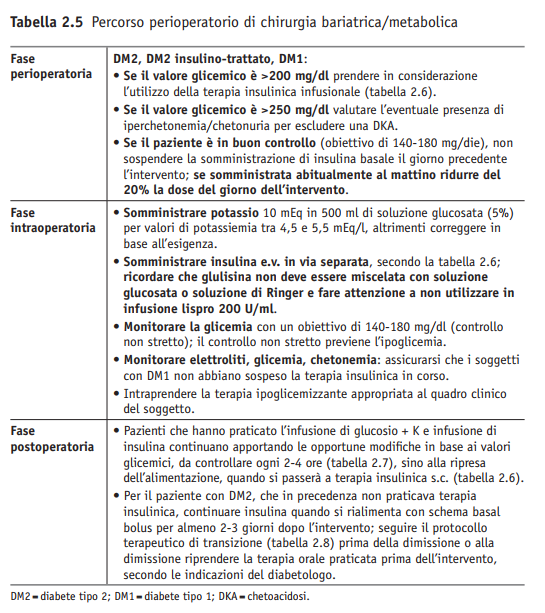 Tabella 2.5 Percorso perioperatorio di chirurgia bariatrica/metabolica
Fase
perioperatoria
DM2, DM2 insulino-trattato, DM1:
• Se il valore glicemico è >200 mg/dl prendere in considerazione
l'utilizzo della terapia insulinica infusionale (tabella 2.6).
• Se il valore glicemico è >250 mg/dl valutare l'eventuale presenza di
iperchetonemia/chetonuria per escludere una DKA.
• Se il paziente è in buon controllo (obiettivo di 140-180 mg/die), non
sospendere la somministrazione di insulina basale il giorno precedente
l'intervento; se somministrata abitualmente al mattino ridurre del
20% la dose del giorno dell'intervento.
Fase
intraoperatoria
• Somministrare potassio 10 mEq in 500 ml di soluzione glucosata (5%)
per valori di potassiemia tra 4,5 e 5,5 mEq/l, altrimenti correggere in
base all'esigenza.
• Somministrare insulina e.v. in via separata, secondo la tabella 2.6;
ricordare che glulisina non deve essere miscelata con soluzione
glucosata o soluzione di Ringer e fare attenzione a non utilizzare in
infusione lispro 200 U/ml.
• Monitorare la glicemia con un obiettivo di 140-180 mg/dl (controllo
non stretto); il controllo non stretto previene l'ipoglicemia.
• Monitorare elettroliti, glicemia, chetonemia: assicurarsi che i soggetti
con DM1 non abbiano sospeso la terapia insulinica in corso.
• Intraprendere la terapia ipoglicemizzante appropriata al quadro clinico
del soggetto.
Fase
postoperatoria
• Pazienti che hanno praticato l'infusione di glucosio + K e infusione di
insulina continuano apportando le opportune modifiche in base ai valori
glicemici, da controllare ogni 2-4 ore (tabella 2.7), sino alla ripresa
dell'alimentazione, quando si passerà a terapia insulinica s.c. (tabella 2.6).
• Per il paziente con DM2, che in precedenza non praticava terapia
insulinica, continuare insulina quando si rialimenta con schema basal
bolus per almeno 2-3 giorni dopo l'intervento; seguire il protocollo
terapeutico di transizione (tabella 2.8) prima della dimissione o alla
dimissione riprendere la terapia orale praticata prima dell'intervento,
secondo le indicazioni del diabetologo.
DM2 = diabete tipo 2; DM1 = diabete tipo 1; DKA = chetoacidosi.